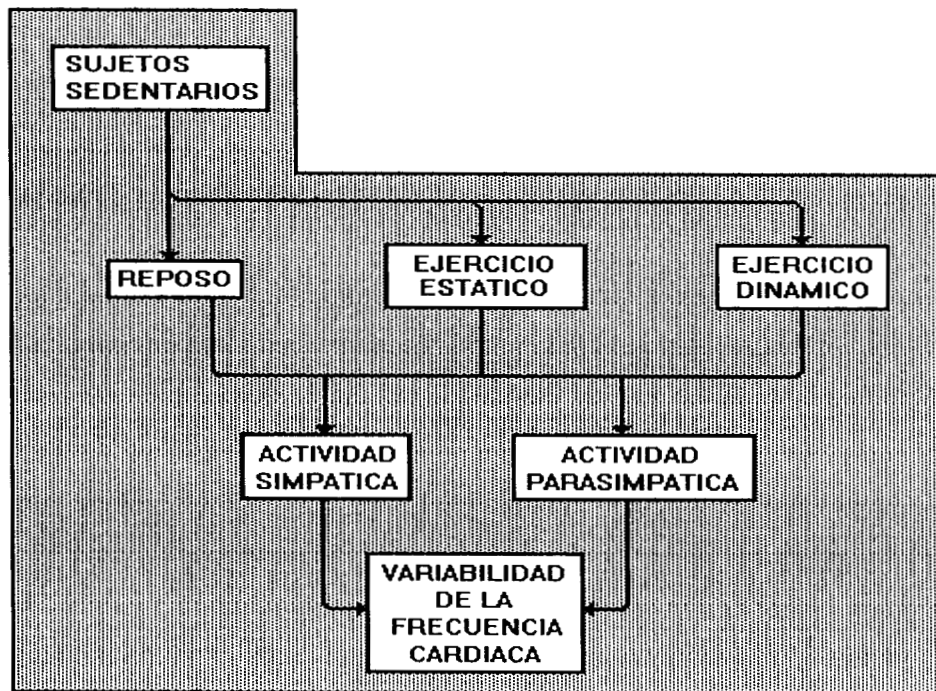 SUJETOS
SEDENTARIOS
REPOSO
EJERCICIO
ESTATICO
EJERCICIO
DINAMICO
ACTIVIDAD
SIMPATICA
ACTIVIDAD
PARASIMPATICA
VARIABILIDAD
DE LA
FRECUENCIA
CARDIACA